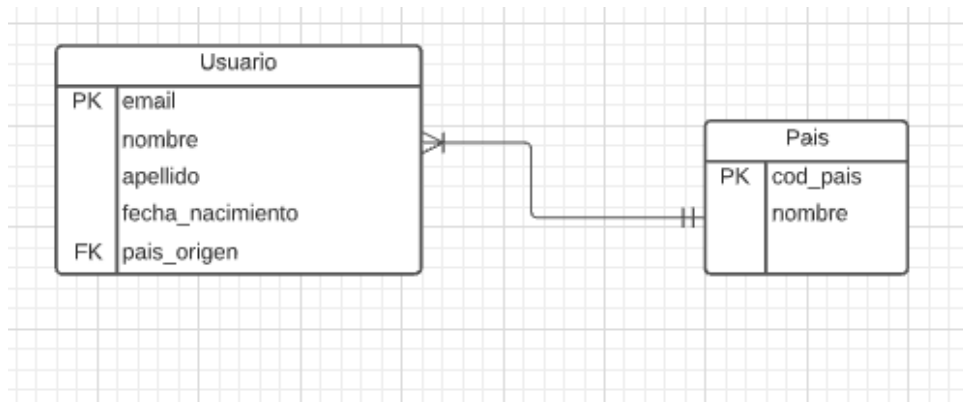 Usuario
PK email
nombre
apellido
fecha_nacimiento
FK pais_origen
Pais
PK cod_pais
nombre